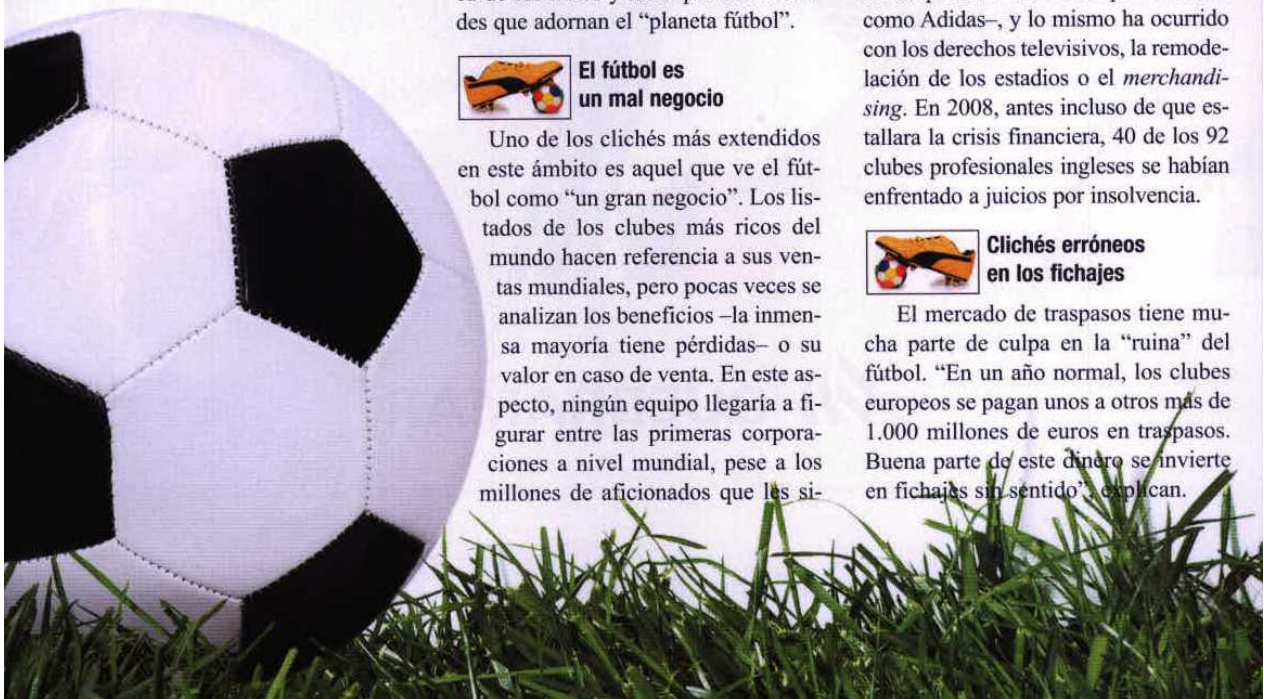 des que adornan el “planeta fútbol”.
El fútbol es
un mal negocio
Uno de los clichés más extendidos
en este ámbito es aquel que ve el fút-
bol como “un gran negocio”. Los lis-
tados de los clubes más ricos del
mundo hacen referencia a sus ven-
tas mundiales, pero pocas veces se
analizan los beneficios –la inmen-
sa mayoría tiene pérdidas– o su
valor en caso de venta. En este as-
pecto, ningún equipo llegaría a fi-
gurar entre las primeras corpora-
ciones a nivel mundial, pese a los
millones de aficionados que les si-
como Adidas–, y lo mismo ha ocurrido
con los derechos televisivos, la remode-
lación de los estadios o el merchandi-
sing. En 2008, antes incluso de que es-
tallara la crisis financiera, 40 de los 92
clubes profesionales ingleses se habían
enfrentado a juicios por insolvencia.
Clichés erróneos
en los fichajes
El mercado de traspasos tiene mu-
cha parte de culpa en la “ruina” del
fútbol. “En un año normal, los clubes
europeos se pagan unos a otros más de
1.000 millones de euros en traspasos.
Buena parte de este dinero se invierte
en fichajes sin sentido”, explican.